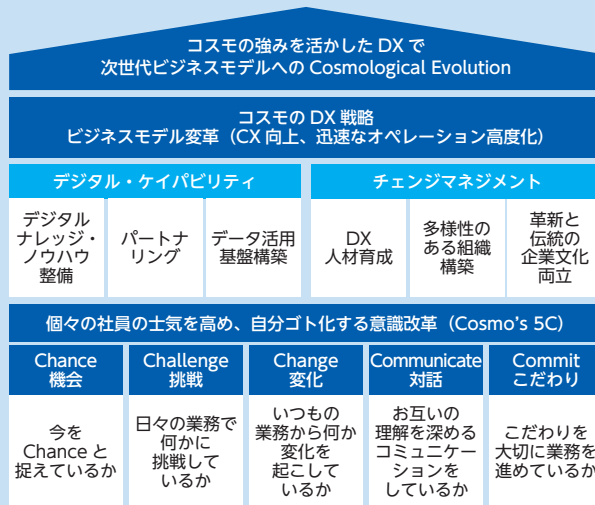 コスモの強みを活かした DX で
次世代ビジネスモデルへの Cosmological Evolution
コスモの DX 戦略
ビジネスモデル変革（CX 向上、迅速なオペレーション高度化）
デジタル・ケイパビリティ
チェンジマネジメント
デジタル
ナレッジ・
ノウハウ
整備
パートナ
リング
データ活用
基盤構築
DX
人材育成
多様性の
ある組織
構築
革新と
伝統の
企業文化
両立
個々の社員の士気を高め、自分ゴト化する意識改革（Cosmo’s 5C）
Chance
機会
Challenge
挑戦
Change
変化
Communicate
対話
Commit
こだわり
今を
Chance と
捉えているか
日々の業務で
何かに
挑戦して
いるか
いつもの
業務から何か
変化を
起こして
いるか
お互いの
理解を深める
コミュニケー
ションを
しているか
こだわりを
大切に業務を
進めているか